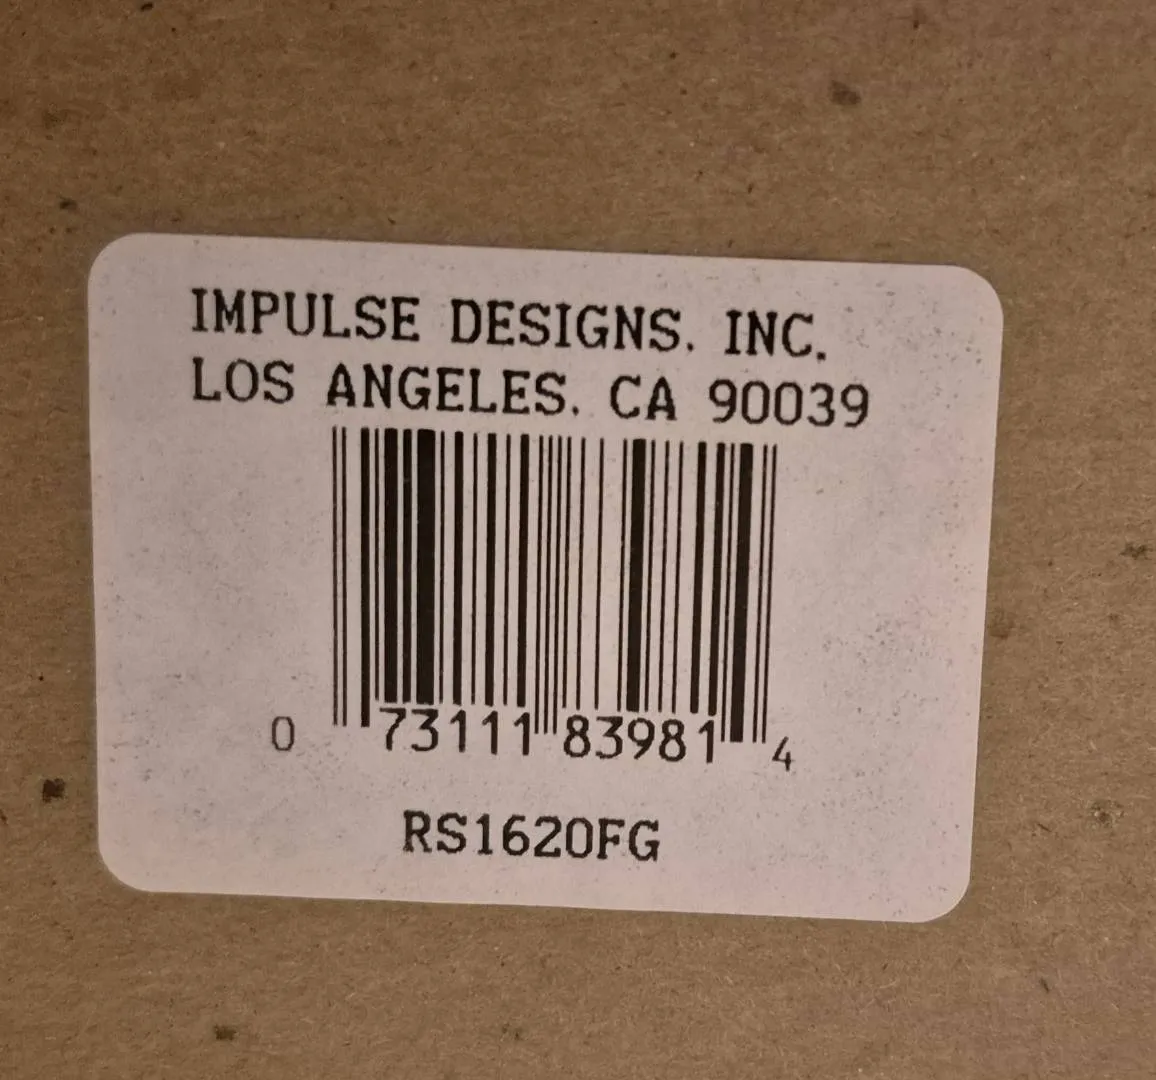 IMPULSE DESIGNS, INC.
LOS ANGELES, CA 90039
0 73111 83981 4
RS1620FG